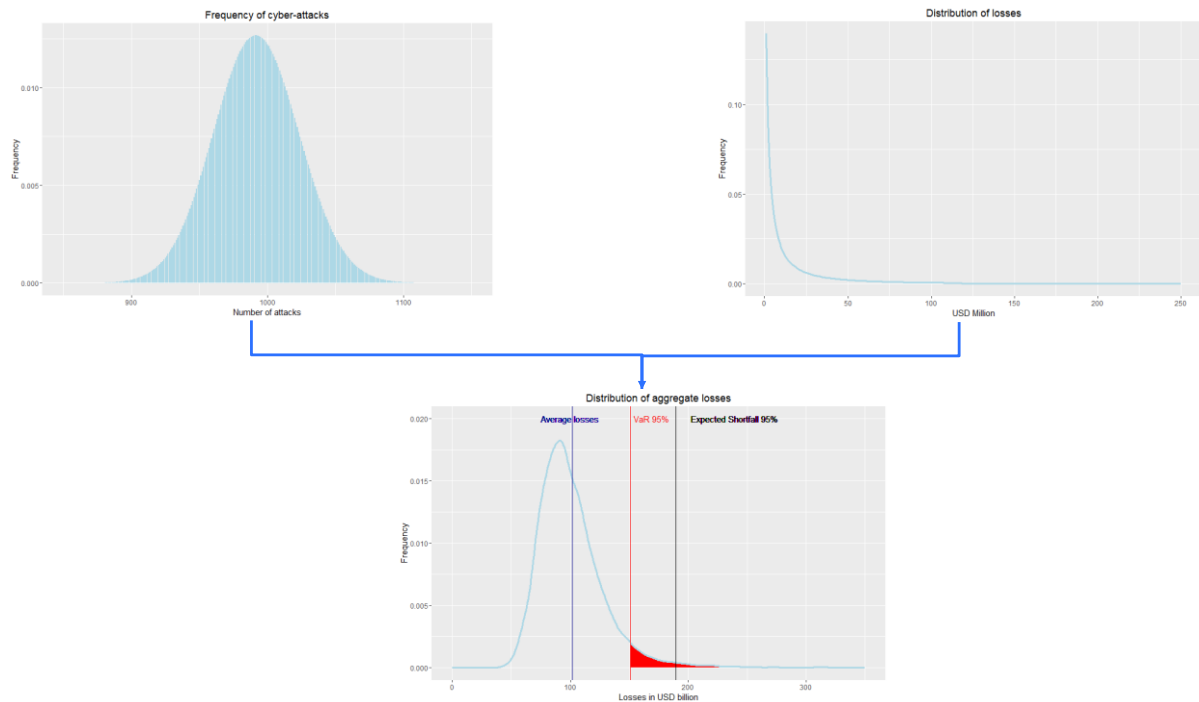 Frequency of cyber-attacks
0.010
0.005
0.000
Frequency
900 1000 1100
Number of attacks
Distribution of losses
0.10
0.05
0.00
Frequency
0 50 100 150 200 250
USD Million
Distribution of aggregate losses
Average losses VaR 95% Expected Shortfall 95%
0.020
0.015
0.010
0.005
0.000
Frequency
0 100 200 300
Losses in USD billion